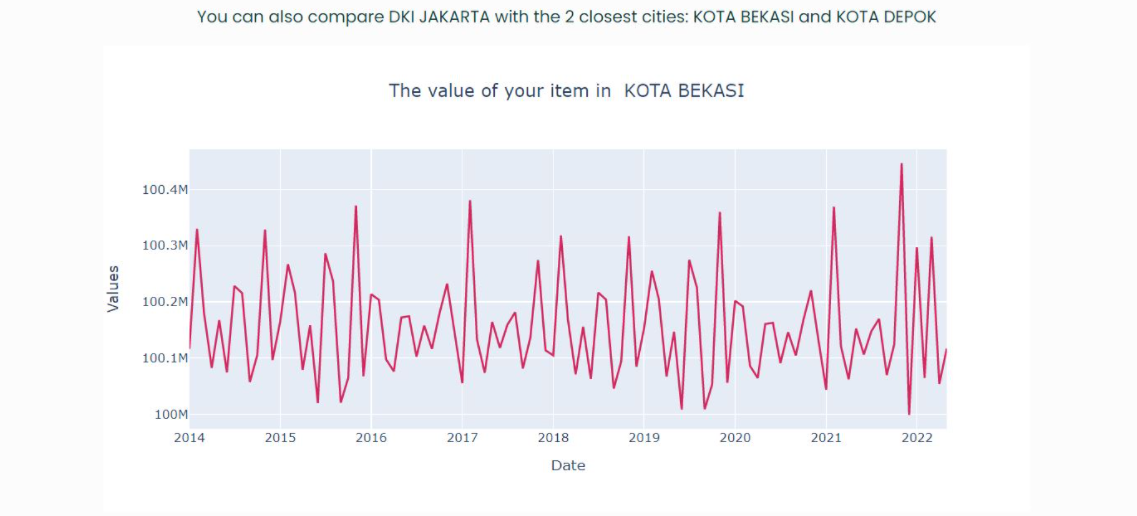 You can also compare DKI JAKARTA with the 2 closest cities: KOTA BEKASI and KOTA DEPOK
The value of your item in KOTA BEKASI
100.4M
100.3M
Values
100.2M
100.1M
100M
2014 2015 2016 2017 2018 2019 2020 2021 2022
Date